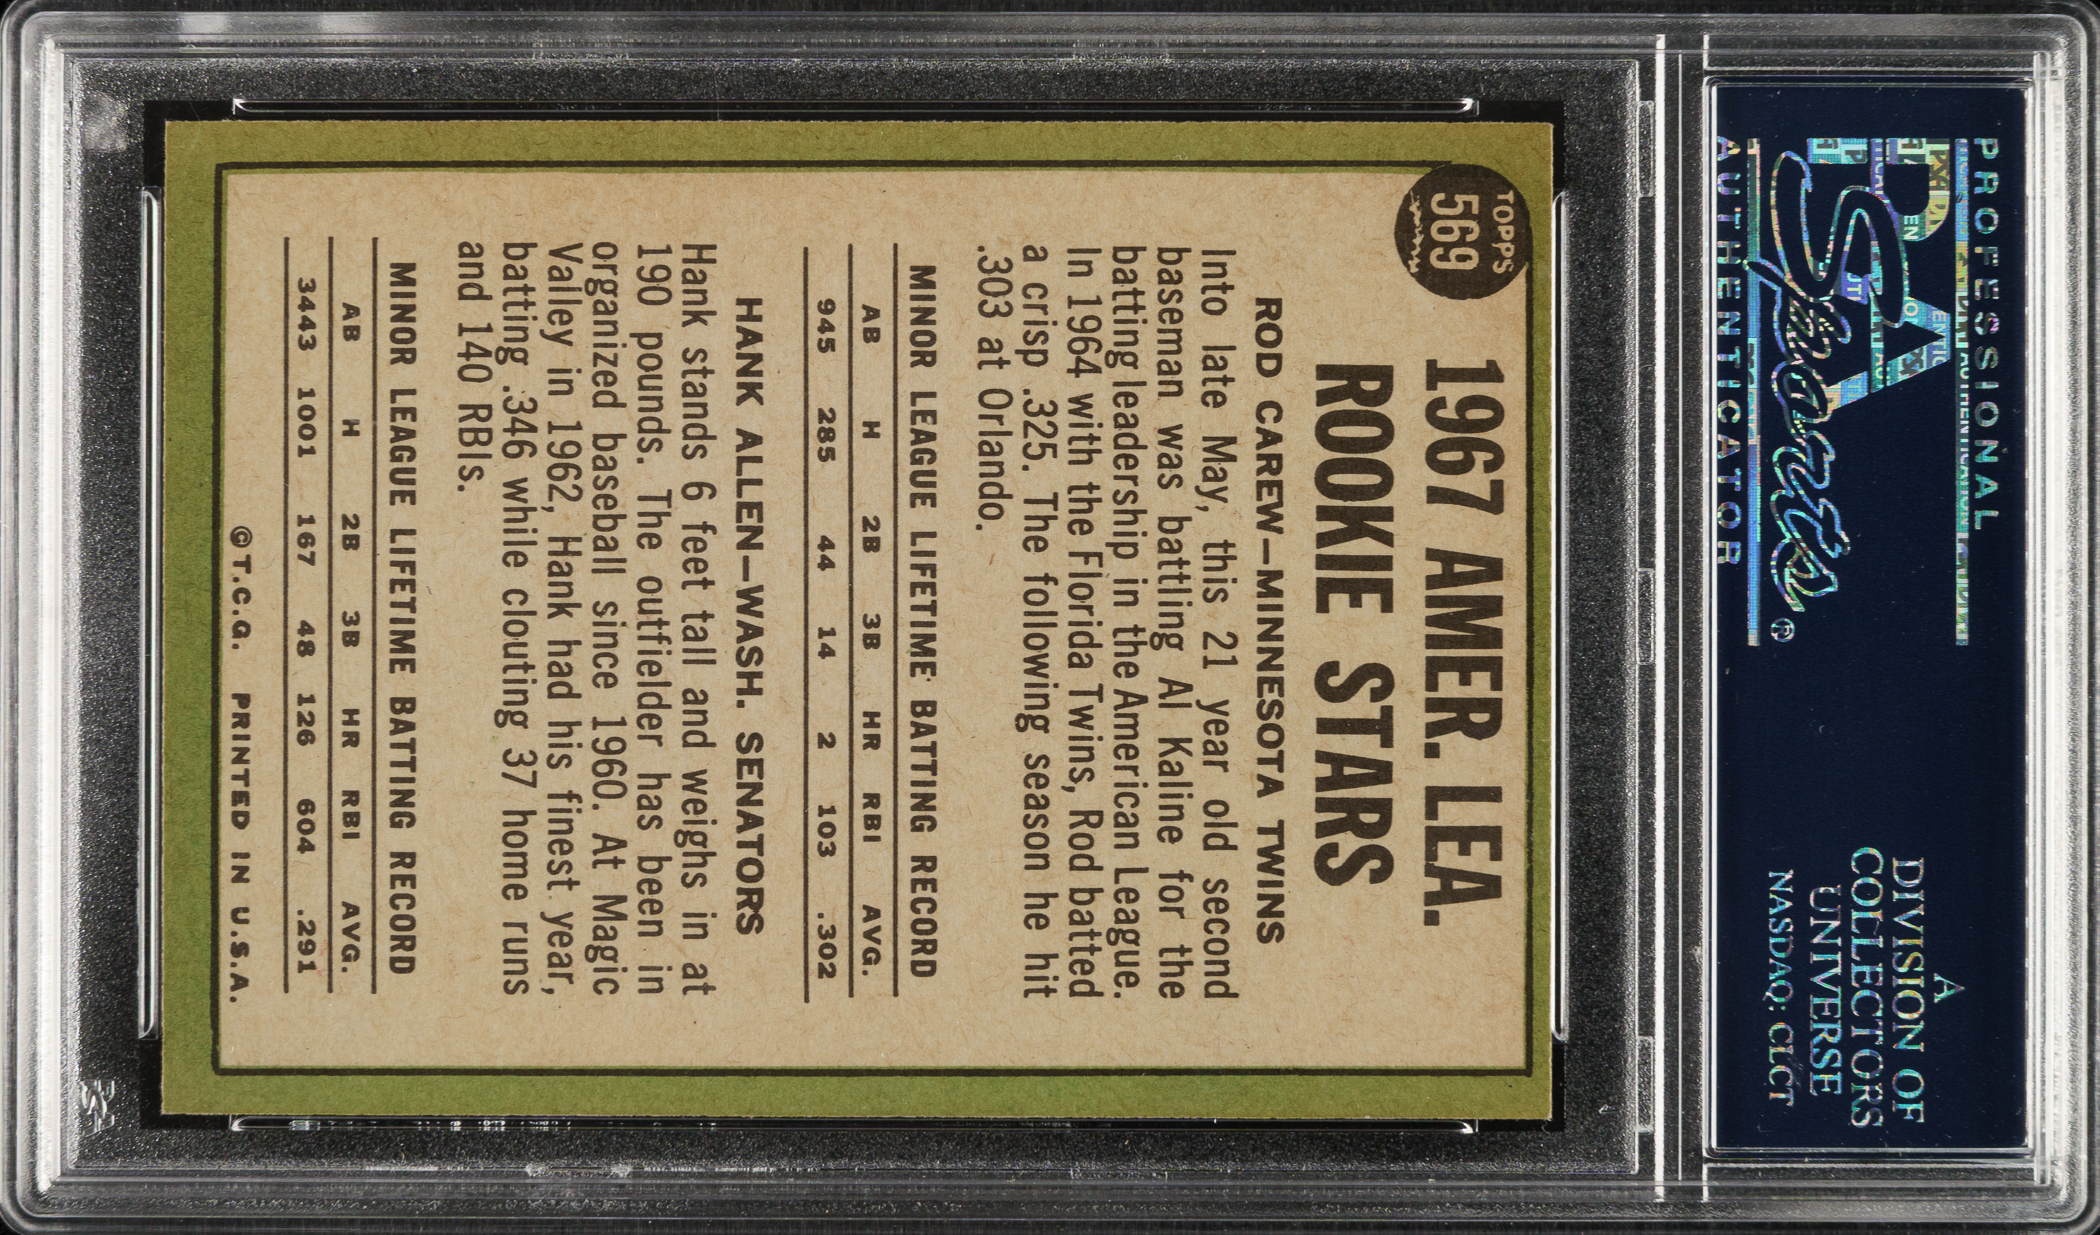 PROFESSIONAL
PSA
Sports®
AUTHENTICATOR
A
DIVISION OF
COLLECTORS
UNIVERSE
NASDAQ: CLCT
TOPPS
569
1967 AMER. LEA.
ROOKIE STARS
ROD CAREW—MINNESOTA TWINS
Into late May, this 21 year old second
baseman was battling Al Kaline for the
batting leadership in the American League.
In 1964 with the Florida Twins, Rod batted
a crisp .325. The following season he hit
.303 at Orlando.
MINOR LEAGUE LIFETIME BATTING RECORD
AB H 2B 3B HR RBI AVG.
945 285 44 14 2 103 .302
HANK ALLEN—WASH. SENATORS
Hank stands 6 feet tall and weighs in at
190 pounds. The outfielder has been in
organized baseball since 1960. At Magic
Valley in 1962, Hank had his finest year,
batting .346 while clouting 37 home runs
and 140 RBIs.
MINOR LEAGUE LIFETIME BATTING RECORD
AB H 2B 3B HR RBI AVG.
3443 1001 167 48 126 604 .291
©T.C.G. PRINTED IN U.S.A.